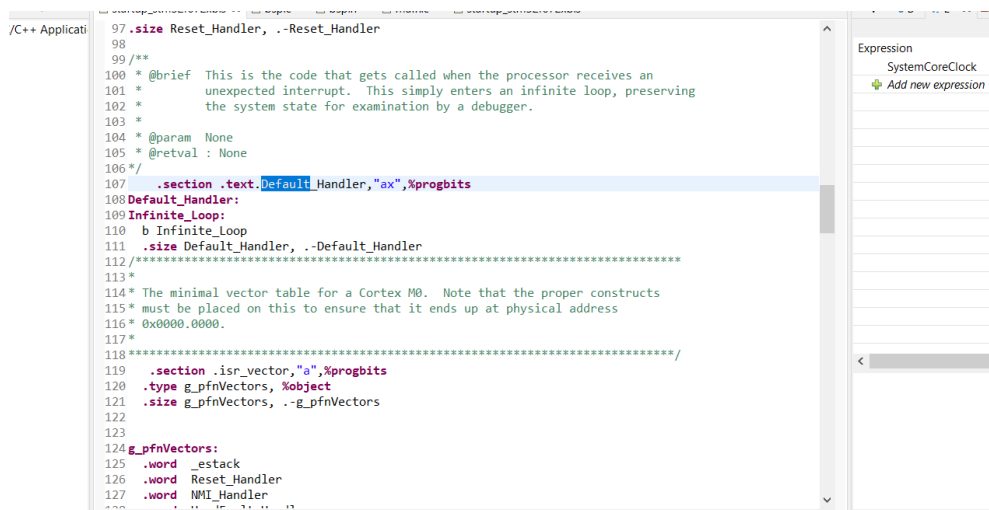 /C++ Applicati
97 .size Reset_Handler, .-Reset_Handler
98
99 /**
100 * @brief  This is the code that gets called when the processor receives an
101 *         unexpected interrupt.  This simply enters an infinite loop, preserving
102 *         the system state for examination by a debugger.
103 *
104 * @param  None
105 * @retval : None
106 */
107    .section .text.Default_Handler,"ax",%progbits
108 Default_Handler:
109 Infinite_Loop:
110  b Infinite_Loop
111  .size Default_Handler, .-Default_Handler
112 /******************************************************************************
113 *
114 * The minimal vector table for a Cortex M0.  Note that the proper constructs
115 * must be placed on this to ensure that it ends up at physical address
116 * 0x0000.0000.
117 *
118 ******************************************************************************/
119   .section .isr_vector,"a",%progbits
120  .type g_pfnVectors, %object
121  .size g_pfnVectors, .-g_pfnVectors
122
123
124 g_pfnVectors:
125  .word  _estack
126  .word  Reset_Handler
127  .word  NMI_Handler
Expression
SystemCoreClock
Add new expression